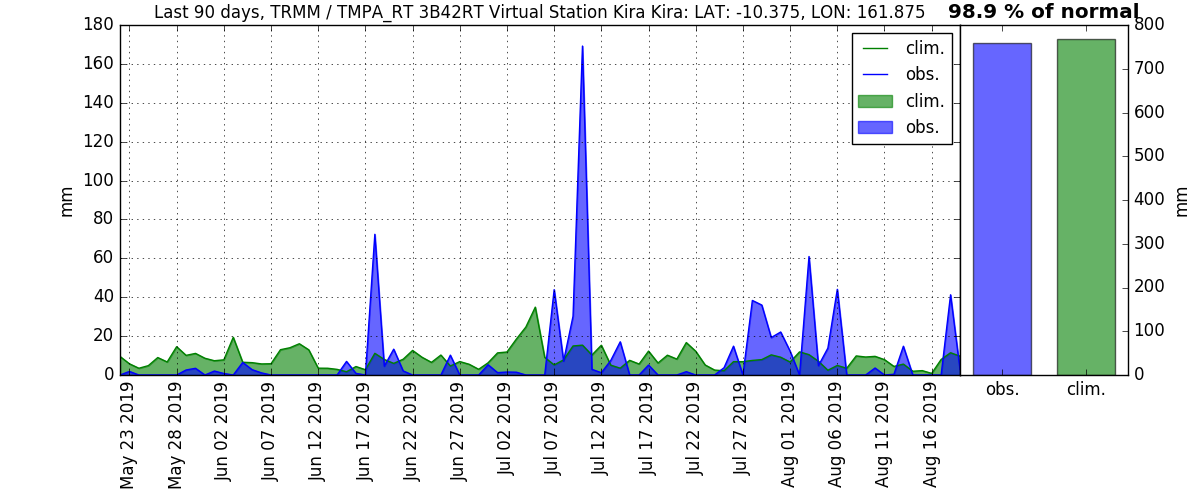 Last 90 days, TRMM / TMPA_RT 3B42RT Virtual Station Kira Kira: LAT: -10.375, LON: 161.875
98.9 % of normal
180
160
140
120
100
80
60
40
20
0
mm
clim.
obs.
clim.
obs.
800
700
600
500
400
300
200
100
0
mm
May 23 2019
May 28 2019
Jun 02 2019
Jun 07 2019
Jun 12 2019
Jun 17 2019
Jun 22 2019
Jun 27 2019
Jul 02 2019
Jul 07 2019
Jul 12 2019
Jul 17 2019
Jul 22 2019
Jul 27 2019
Aug 01 2019
Aug 06 2019
Aug 11 2019
Aug 16 2019
obs.
clim.